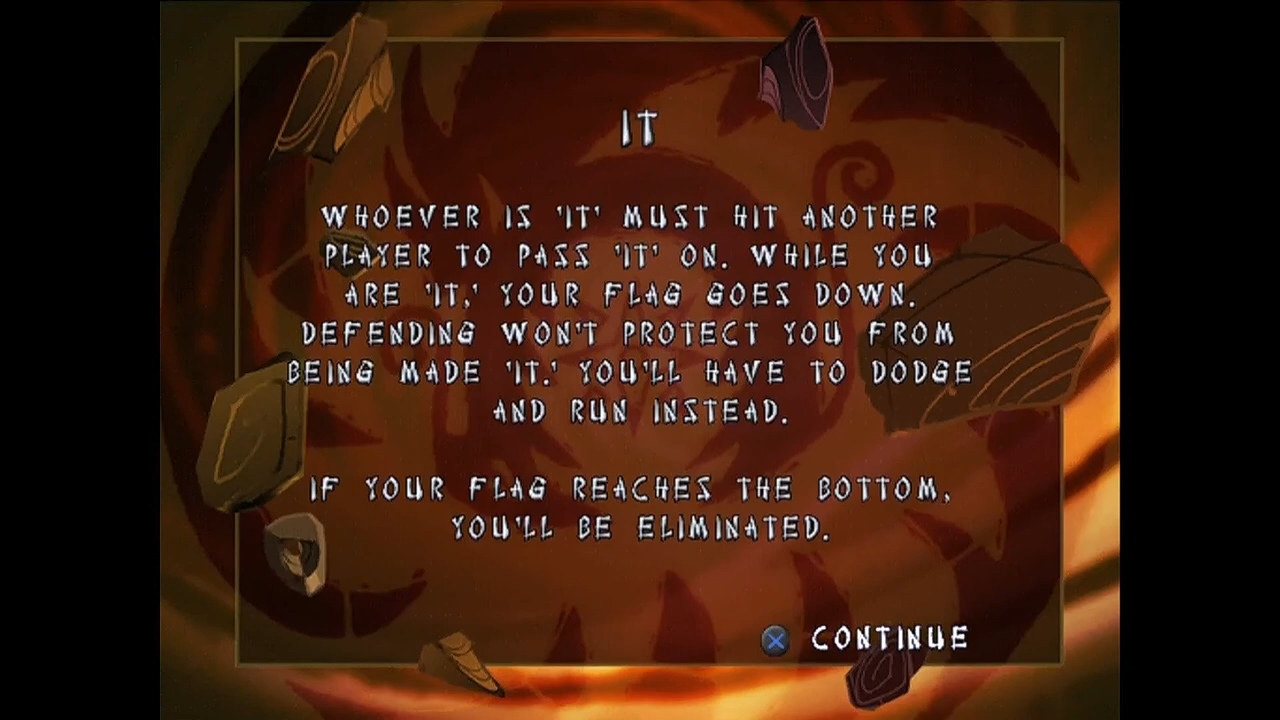 IT
WHOEVER IS 'IT' MUST HIT ANOTHER
PLAYER TO PASS 'IT' ON. WHILE YOU
ARE 'IT,' YOUR FLAG GOES DOWN.
DEFENDING WON'T PROTECT YOU FROM
BEING MADE 'IT.' YOU'LL HAVE TO DODGE
AND RUN INSTEAD.
IF YOUR FLAG REACHES THE BOTTOM,
YOU'LL BE ELIMINATED.
CONTINUE